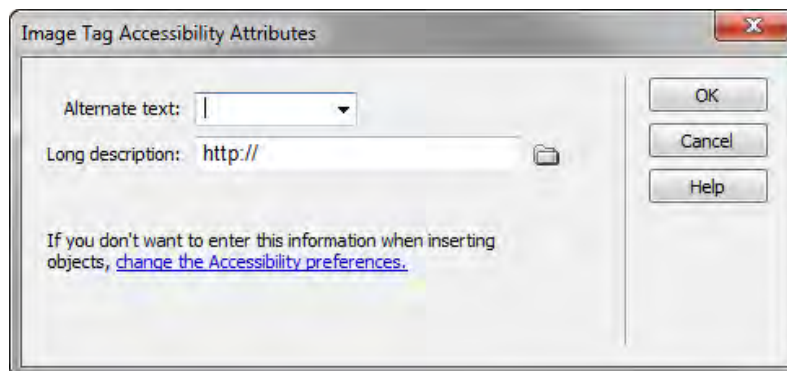 Image Tag Accessibility Attributes
Alternate text:
OK
Long description: http://
Cancel
Help
If you don't want to enter this information when inserting
objects, change the Accessibility preferences.